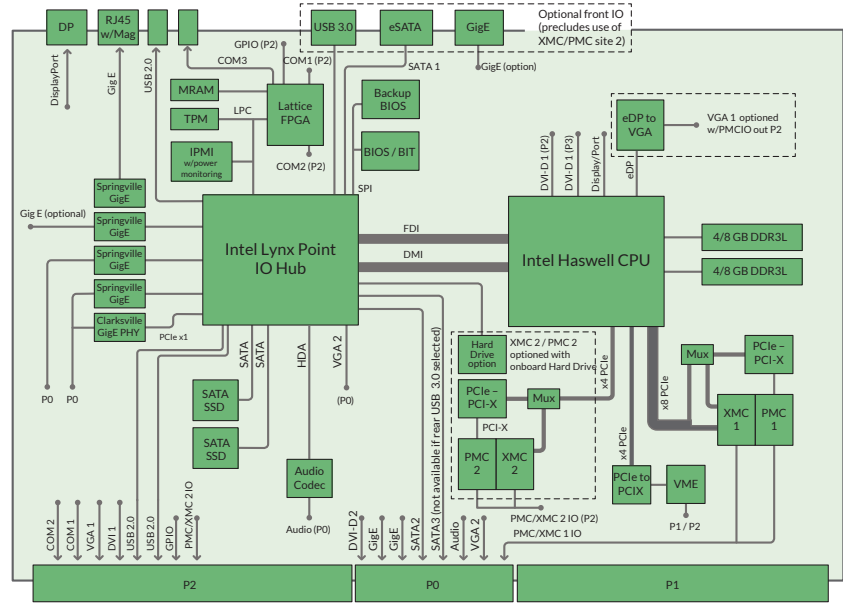 DP
RJ45
w/Mag
USB 3.0
eSATA
GigE
Optional front IO
(precludes use of
XMC/PMC site 2)
GPIO (P2)
COM1 (P2)
COM3
SATA 1
GigE (option)
DisplayPort
Gig E
USB 2.0
MRAM
TPM
LPC
Lattice
FPGA
Backup
BIOS
BIOS / BIT
IPMI
w/power
monitoring
COM2 (P2)
SPI
eDP to
VGA
VGA 1 optioned
w/PMCIO out P2
DVI-D 1 (P2)
DVI-D 1 (P3)
Display/Port
eDP
Springville
GigE
Gig E (optional)
Springville
GigE
Springville
GigE
Springville
GigE
Clarksville
GigE PHY
PCIe x1
Intel Lynx Point
IO Hub
FDI
DMI
Intel Haswell CPU
4/8 GB DDR3L
4/8 GB DDR3L
P0
P0
SATA
SATA
HDA
VGA 2
(P0)
SATA
SSD
SATA
SSD
Audio
Codec
Audio (P0)
Hard
Drive
option
XMC 2 / PMC 2
optioned with
onboard Hard Drive
PCIe –
PCI-X
Mux
PCI-X
PMC
2
XMC
2
PMC/XMC 2 IO (P2)
PMC/XMC 1 IO
x4 PCIe
x8 PCIe
x4 PCIe
Mux
PCIe –
PCI-X
XMC
1
PMC
1
PCIe to
PCIX
VME
P1 / P2
COM 2
COM 1
VGA 1
DVI 1
USB 2.0
USB 2.0
GPIO
PMC/XMC 2 IO
DVI-D 2
GigE
GigE
SATA2
SATA3 (not available if rear USB 3.0 selected)
Audio
VGA 2
P2
P0
P1